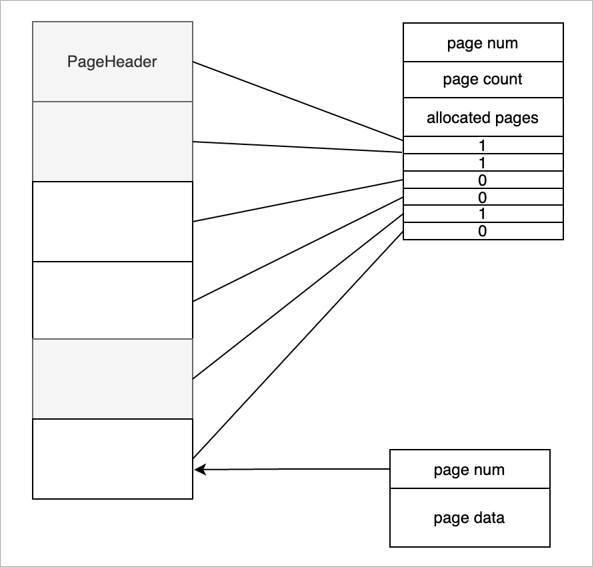 PageHeader
page num
page count
allocated pages
1
1
0
0
1
0
page num
page data